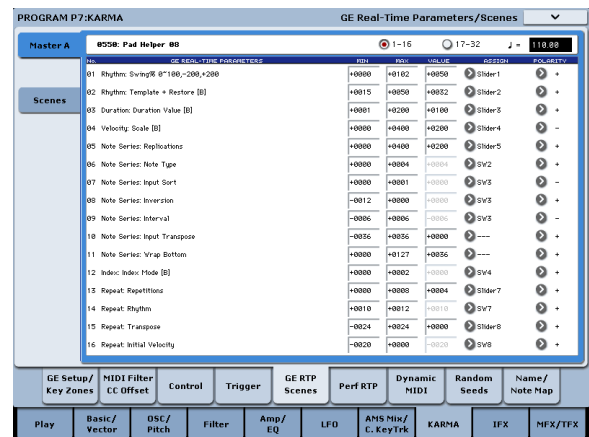 PROGRAM P7:KARMA GE Real-Time Parameters/Scenes
Master A 0550: Pad Helper 08 1-16 17-32 ♩ = 110.00
Scenes
No. GE REAL-TIME PARAMETERS MIN MAX VALUE ASSIGN POLARITY
01 Rhythm: Swing% 0~100,-200,+200 +0000 +0102 +0050 Slider1 +
02 Rhythm: Template + Restore [B] +0015 +0050 +0032 Slider2 +
03 Duration: Duration Value [B] +0001 +0200 +0100 Slider3 +
04 Velocity: Scale [B] +0000 +0400 +0200 Slider4 -
05 Note Series: Replications +0000 +0400 +0200 Slider5 +
06 Note Series: Note Type +0000 +0004 +0004 SW2 +
07 Note Series: Input Sort +0000 +0001 +0000 SW3 -
08 Note Series: Inversion -0012 +0000 +0000 SW3 +
09 Note Series: Interval -0006 +0006 -0006 SW3 -
10 Note Series: Input Transpose -0036 +0036 +0000 --- +
11 Note Series: Wrap Bottom +0000 +0127 +0036 --- +
12 Index: Index Mode [B] +0000 +0002 +0000 SW4 +
13 Repeat: Repetitions +0000 +0008 +0004 Slider7 +
14 Repeat: Rhythm +0010 +0012 +0010 SW7 +
15 Repeat: Transpose -0024 +0024 +0000 Slider8 +
16 Repeat: Initial Velocity -0020 +0000 -0020 SW8 +
GE Setup/ Key Zones MIDI Filter CC Offset Control Trigger GE RTP Scenes Perf RTP Dynamic MIDI Random Seeds Name/ Note Map
Play Basic/ Vector OSC/ Pitch Filter Amp/ EQ LFO AMS Mix/ C. KeyTrk KARMA IFX MFX/TFX